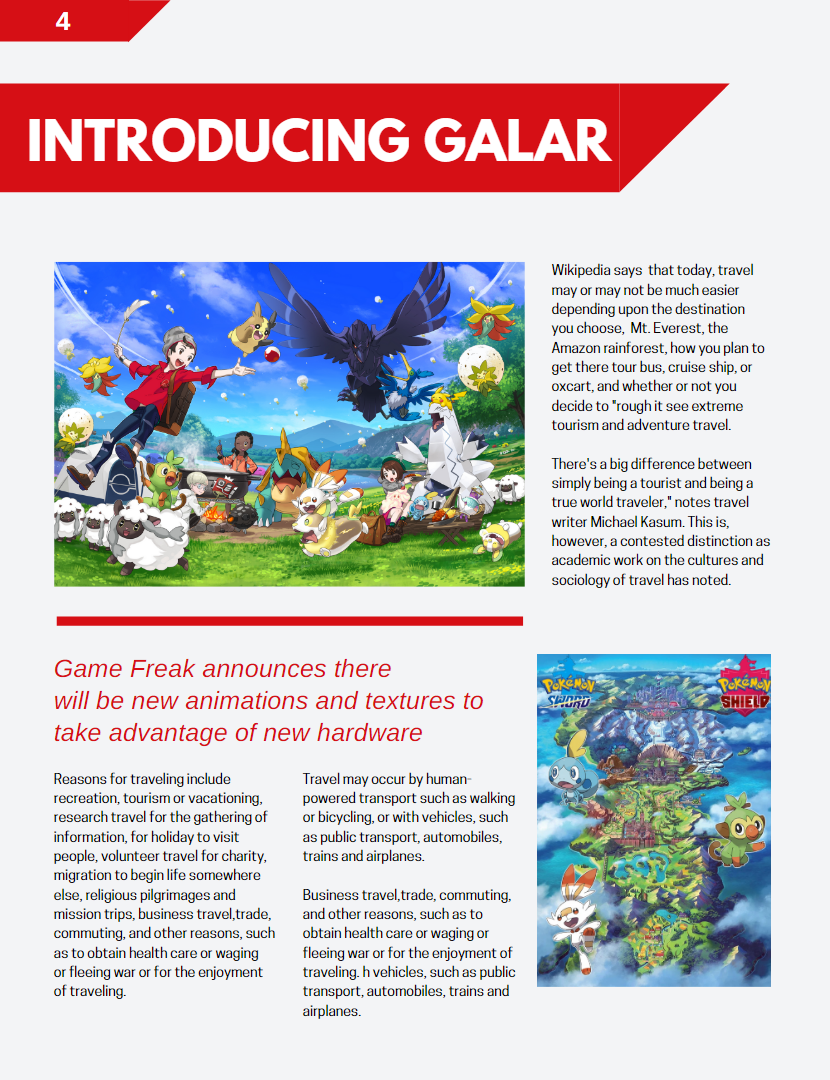 4
INTRODUCING GALAR
Wikipedia says  that today, travel
may or may not be much easier
depending upon the destination
you choose,  Mt. Everest, the
Amazon rainforest, how you plan to
get there tour bus, cruise ship, or
oxcart, and whether or not you
decide to "rough it see extreme
tourism and adventure travel.
There's a big difference between
simply being a tourist and being a
true world traveler," notes travel
writer Michael Kasum. This is,
however, a contested distinction as
academic work on the cultures and
sociology of travel has noted.
Game Freak announces there
will be new animations and textures to
take advantage of new hardware
Reasons for traveling include
recreation, tourism or vacationing,
research travel for the gathering of
information, for holiday to visit
people, volunteer travel for charity,
migration to begin life somewhere
else, religious pilgrimages and
mission trips, business travel,trade,
commuting, and other reasons, such
as to obtain health care or waging
or fleeing war or for the enjoyment
of traveling.
Travel may occur by human-
powered transport such as walking
or bicycling, or with vehicles, such
as public transport, automobiles,
trains and airplanes.
Business travel,trade, commuting,
and other reasons, such as to
obtain health care or waging or
fleeing war or for the enjoyment of
traveling. h vehicles, such as public
transport, automobiles, trains and
airplanes.
POKéMON
SWORD
POKéMON
SHIELD